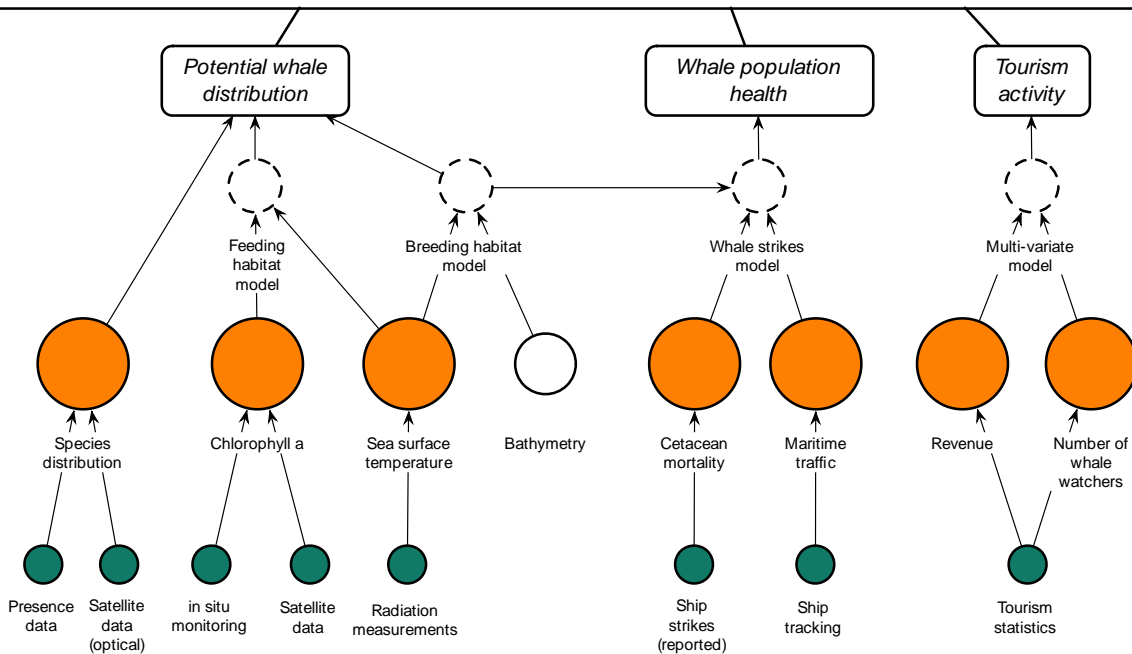 Potential whale
distribution
Whale population
health
Tourism
activity
Feeding
habitat
model
Breeding habitat
model
Whale strikes
model
Multi-variate
model
Species
distribution
Chlorophyll a
Sea surface
temperature
Bathymetry
Cetacean
mortality
Maritime
traffic
Revenue
Number of
whale
watchers
Presence
data
Satellite
data
(optical)
in situ
monitoring
Satellite
data
Radiation
measurements
Ship
strikes
(reported)
Ship
tracking
Tourism
statistics